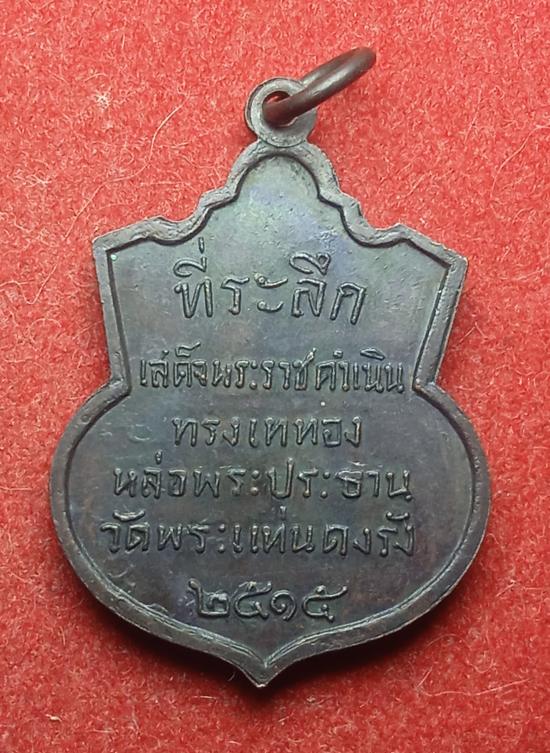 ที่ระลึก
เสด็จพระราชดำเนิน
ทรงเททอง
หล่อพระประธาน
วัดพระแท่นดงรัง
๒๕๑๕